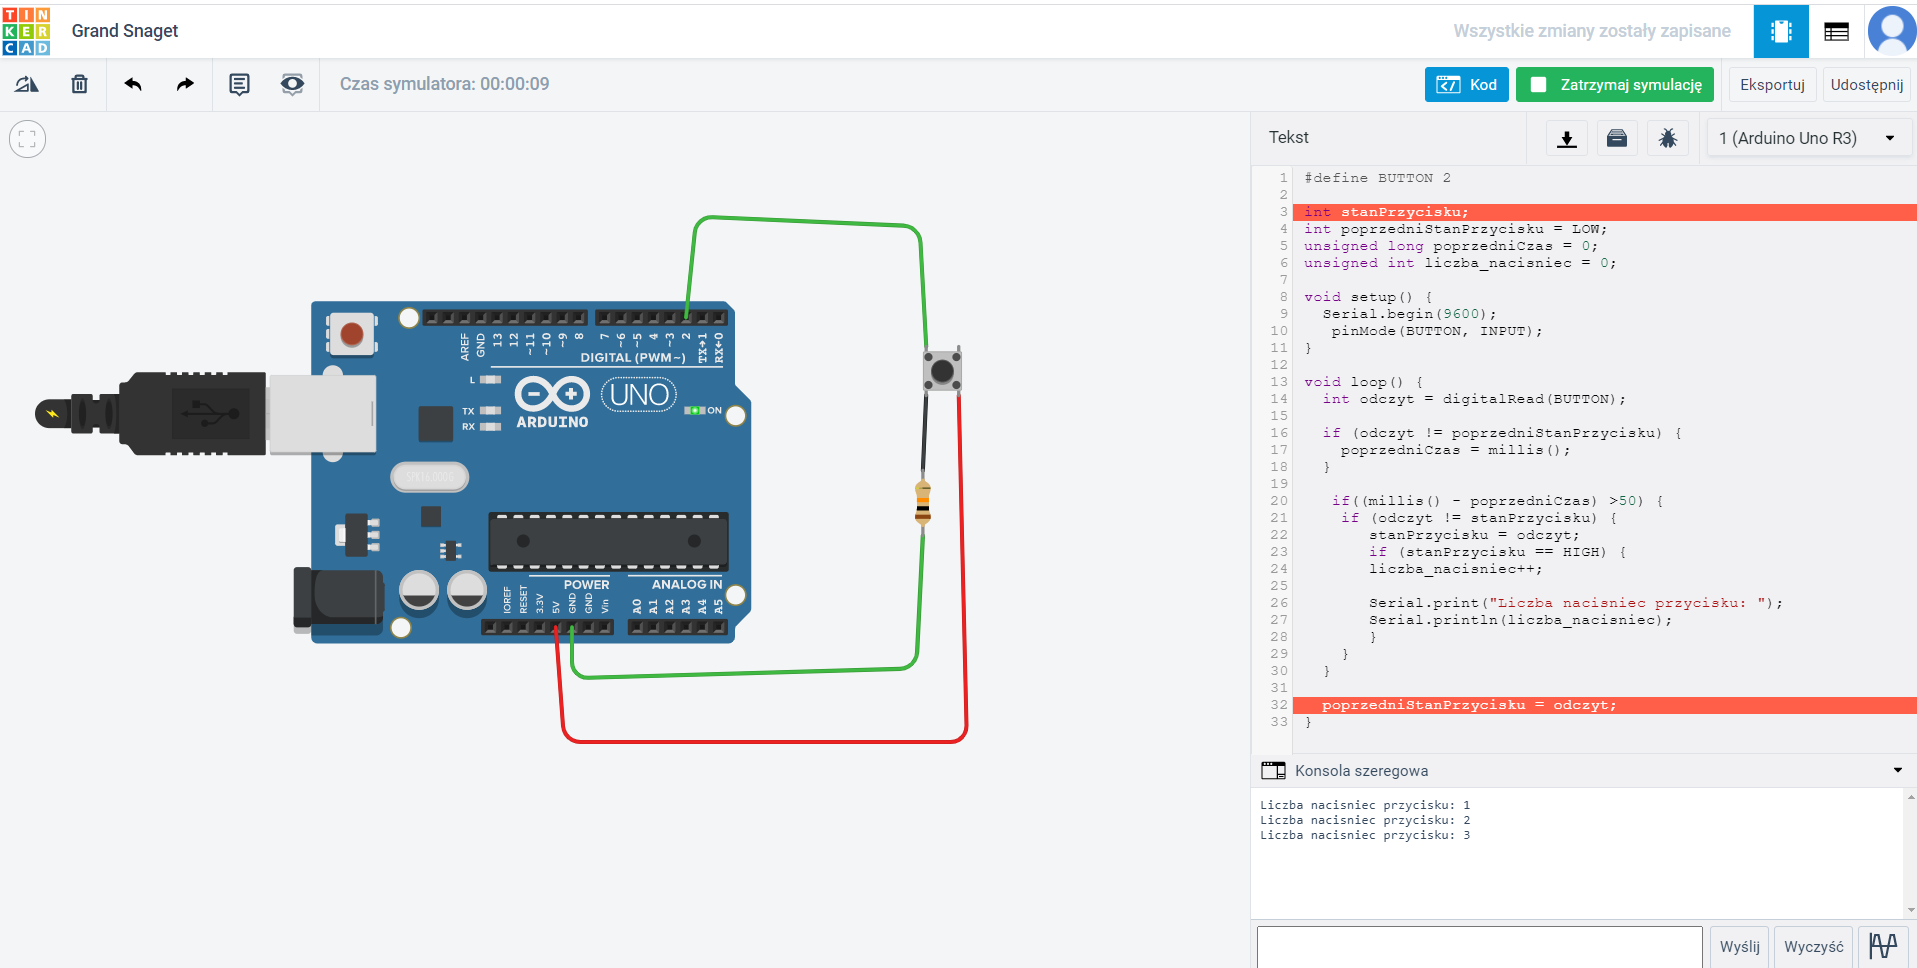 TIN
KER
CAD
Grand Snaget
Wszystkie zmiany zostały zapisane
Czas symulatora: 00:00:09
Kod
Zatrzymaj symulację
Eksportuj
Udostępnij
Tekst
1 (Arduino Uno R3)
1 #define BUTTON 2
2
3 int stanPrzycisku;
4 int poprzedniStanPrzycisku = LOW;
5 unsigned long poprzedniCzas = 0;
6 unsigned int liczba_nacisniec = 0;
7
8 void setup() {
9 Serial.begin(9600);
10 pinMode(BUTTON, INPUT);
11 }
12
13 void loop() {
14 int odczyt = digitalRead(BUTTON);
15
16 if (odczyt != poprzedniStanPrzycisku) {
17 poprzedniCzas = millis();
18 }
19
20 if((millis() - poprzedniCzas) >50) {
21 if (odczyt != stanPrzycisku) {
22 stanPrzycisku = odczyt;
23 if (stanPrzycisku == HIGH) {
24 liczba_nacisniec++;
25
26 Serial.print("Liczba nacisniec przycisku: ");
27 Serial.println(liczba_nacisniec);
28 }
29 }
30 }
31
32 poprzedniStanPrzycisku = odczyt;
33 }
Konsola szeregowa
Liczba nacisniec przycisku: 1
Liczba nacisniec przycisku: 2
Liczba nacisniec przycisku: 3
Wyślij
Wyczyść
AREF
GND
13
12
~11
~10
~9
8
7
~6
~5
4
~3
2
TX→1
RX←0
DIGITAL (PWM~)
L
TX
RX
ARDUINO
UNO
ON
POWER
ANALOG IN
IOREF
RESET
3.3V
5V
GND
GND
Vin
A0
A1
A2
A3
A4
A5